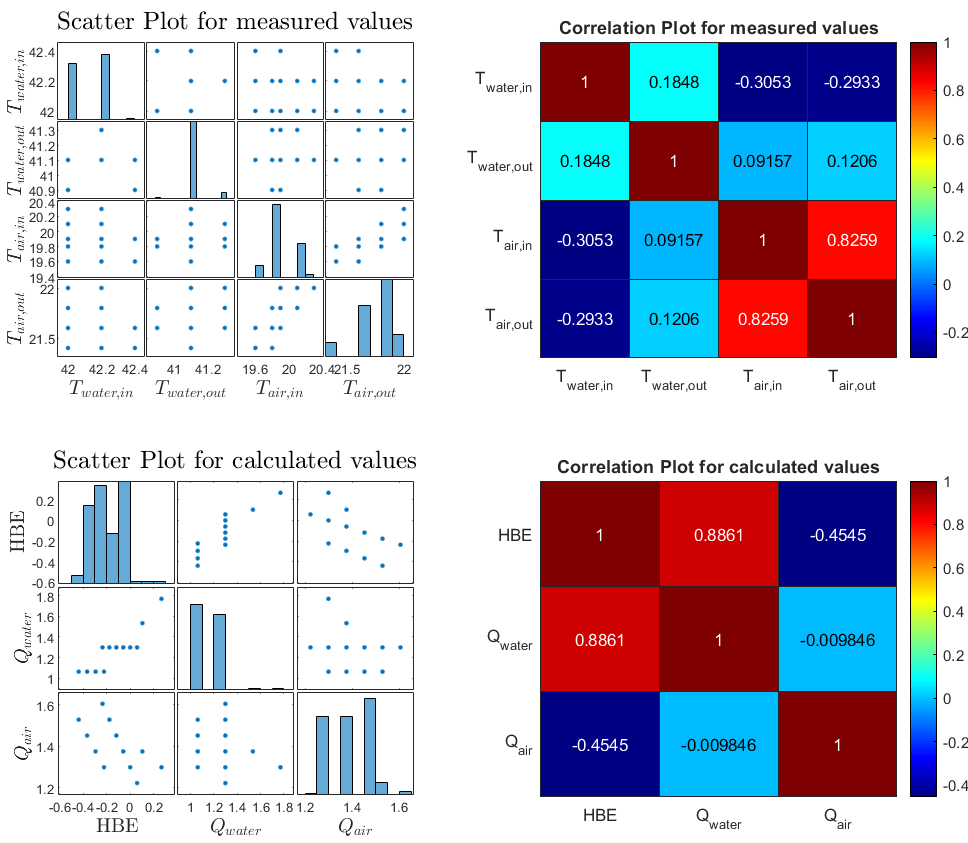 Scatter Plot for measured values
T_water,in
42.4
42.2
42
T_water,out
41.3
41.1
41
40.9
T_air,in
20.4
20.2
20
19.8
19.6
19.4
T_air,out
22
21.5
42 42.2 42.4
41 41.2
19.6 20 20.4
21.5 22
T_water,in T_water,out T_air,in T_air,out
Correlation Plot for measured values
T_water,in 1 0.1848 -0.3053 -0.2933
T_water,out 0.1848 1 0.09157 0.1206
T_air,in -0.3053 0.09157 1 0.8259
T_air,out -0.2933 0.1206 0.8259 1
T_water,in T_water,out T_air,in T_air,out
1
0.8
0.6
0.4
0.2
0
-0.2
Scatter Plot for calculated values
HBE
0.2
0
-0.2
-0.4
-0.6
Q_water
1.8
1.6
1.4
1.2
1
Q_air
1.6
1.4
1.2
-0.6 -0.4 -0.2 0 0.2
1 1.2 1.4 1.6 1.8
1.2 1.4 1.6
HBE Q_water Q_air
Correlation Plot for calculated values
HBE 1 0.8861 -0.4545
Q_water 0.8861 1 -0.009846
Q_air -0.4545 -0.009846 1
HBE Q_water Q_air
1
0.8
0.6
0.4
0.2
0
-0.2
-0.4